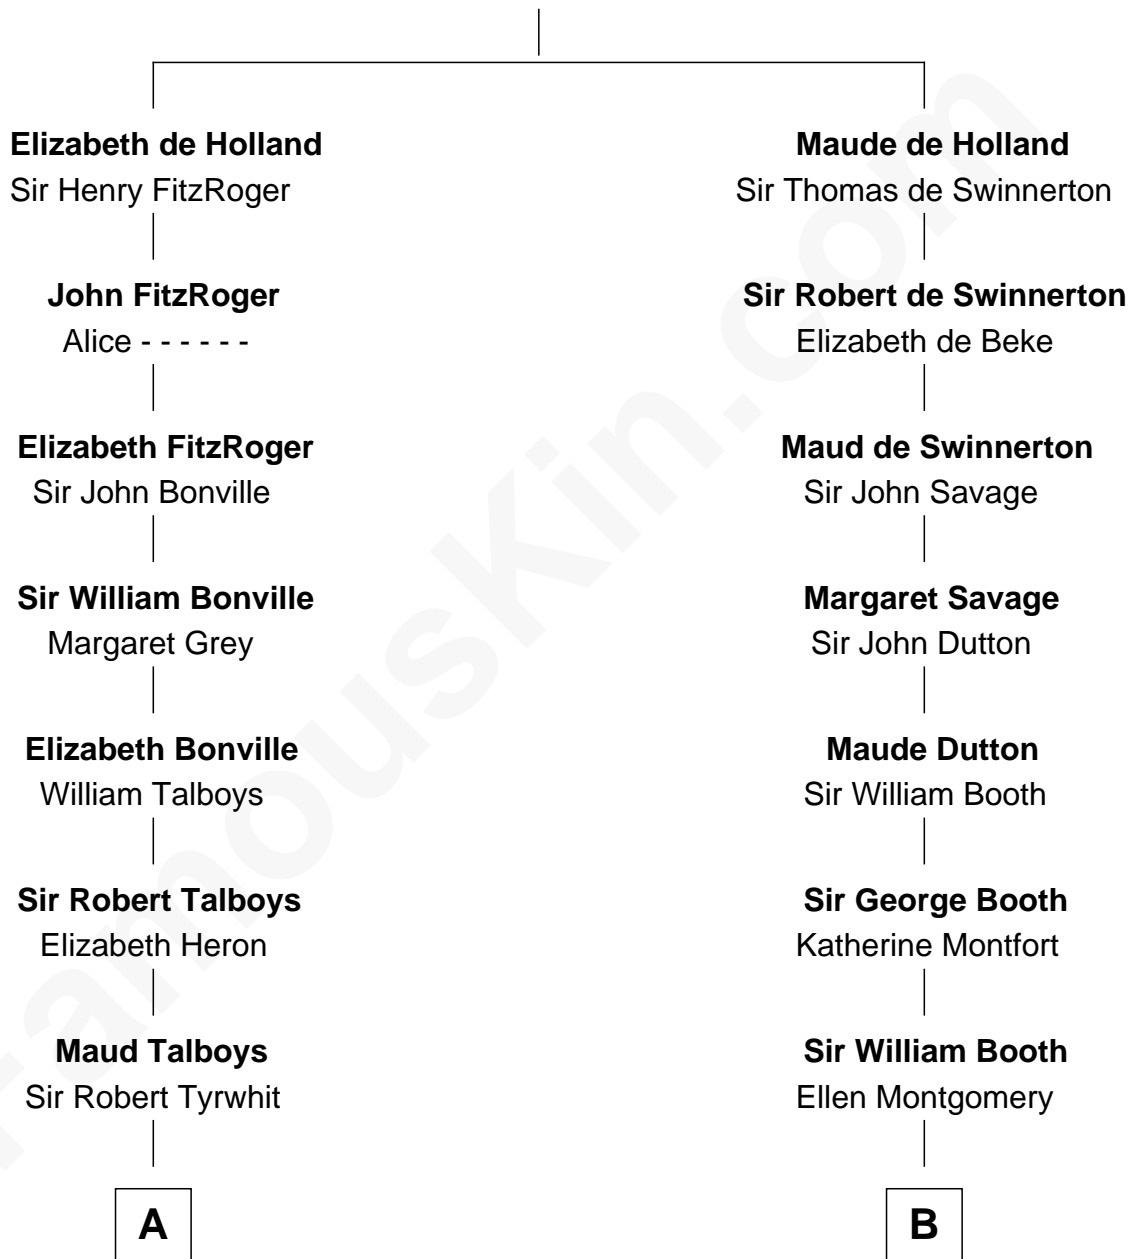 Elizabeth de Holland
Sir Henry FitzRoger
John FitzRoger
Alice - - - - - -
Elizabeth FitzRoger
Sir John Bonville
Sir William Bonville
Margaret Grey
Elizabeth Bonville
William Talboys
Sir Robert Talboys
Elizabeth Heron
Maud Talboys
Sir Robert Tyrwhit
A
Maude de Holland
Sir Thomas de Swinnerton
Sir Robert de Swinnerton
Elizabeth de Beke
Maud de Swinnerton
Sir John Savage
Margaret Savage
Sir John Dutton
Maude Dutton
Sir William Booth
Sir George Booth
Katherine Montfort
Sir William Booth
Ellen Montgomery
B
FamousKin.com